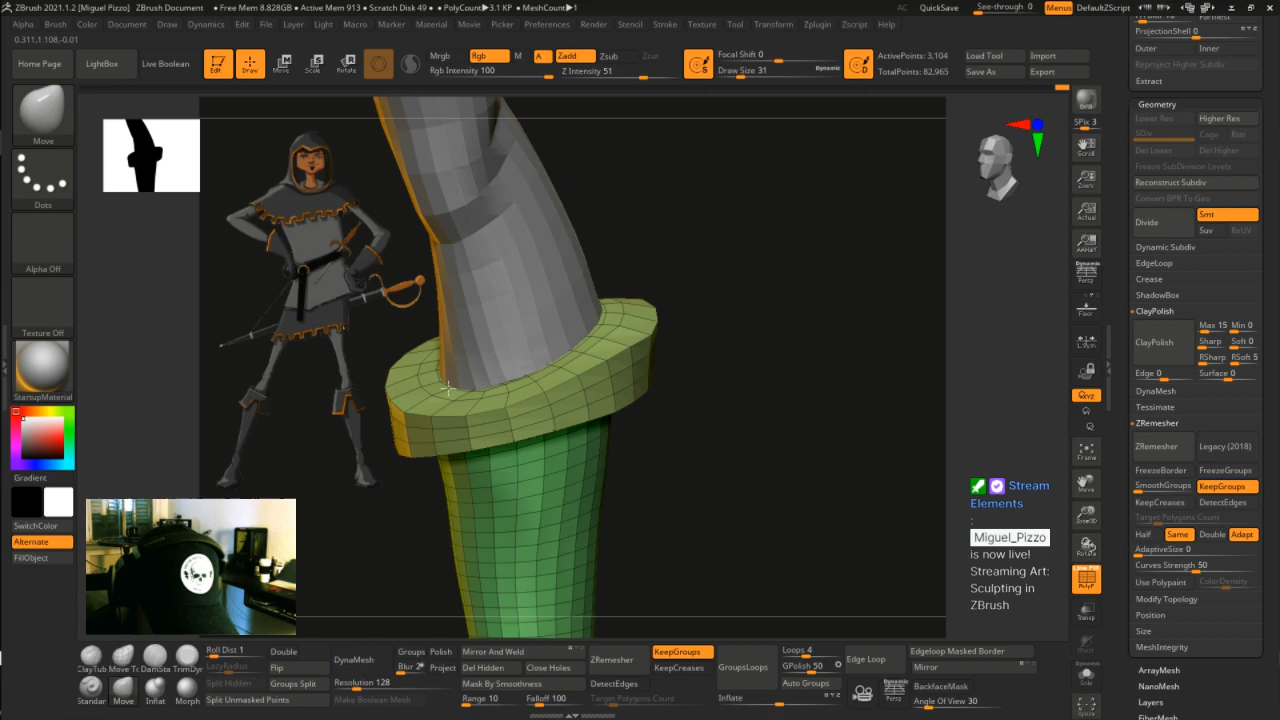 ZBrush 2021.1.2 [Miguel Pizzo] ZBrush Document ● Free Mem 8.828GB ● Active Mem 913 ● Scratch Disk 49 ● PolyCount▶3.1 KP ● MeshCount▶1
AC QuickSave See-through 0 Menus DefaultZScript
Alpha Brush Color Document Draw Dynamics Edit File Layer Light Macro Marker Material Movie Picker Preferences Render Stencil Stroke Texture Tool Transform Zplugin Zscript Help
0.311,1.108,-0.01
Home Page LightBox Live Boolean
Edit Draw Move Scale Rotate
Mrgb Rgb M
Rgb Intensity 100
A Zadd Zsub Zcut
Z Intensity 51
Focal Shift 0
Draw Size 31 Dynamic
ActivePoints: 3,104
TotalPoints: 82,965
Load Tool Import
Save As Export
Move
Dots
Alpha Off
Texture Off
StartupMaterial
Gradient
SwitchColor
Alternate
FillObject
BPR
SPix 3
Scroll
Zoom
Actual
AAHalf
Dynamic
Persp
Floor
L.Sym
Qxyz
Frame
Move
Zoom3D
Rotate
Line Fill
PolyF
Transp
Solo
ProjectionShell 0
Outer Inner
Reproject Higher Subdiv
Extract
Geometry
Lower Res Higher Res
SDiv Cage Rstr
Del Lower Del Higher
Freeze SubDivision Levels
Reconstruct Subdiv
Convert BPR To Geo
Divide Smt
Suv ReUV
Dynamic Subdiv
EdgeLoop
Crease
ShadowBox
ClayPolish
ClayPolish Max 15 Min 0
Sharp Soft 0
RSharp RSoft 5
Edge 0 Surface 0
DynaMesh
Tessimate
ZRemesher
ZRemesher Legacy (2018)
FreezeBorder FreezeGroups
SmoothGroups KeepGroups
KeepCreases DetectEdges
Target Polygons Count
Half Same Double Adapt
AdaptiveSize 0
Curves Strength 50
Use Polypaint ColorDensity
Modify Topology
Position
Size
MeshIntegrity
ArrayMesh
NanoMesh
Layers
FiberMesh
Stream
Elements
:
Miguel_Pizzo
is now live!
Streaming Art:
Sculpting in
ZBrush
ClayTub Move To DamSta TrimDyn
Standar Move Inflat Morph
Roll Dist 1 Double
LazyRadius Flip
Split Hidden Groups Split
Split Unmasked Points
DynaMesh
Groups Polish
Blur 2 Project
Resolution 128
Mirror And Weld
Del Hidden Close Holes
Mask By Smoothness
Range 10 Falloff 100
Make Boolean Mesh
ZRemesher
DetectEdges
Target Polygons Count
KeepGroups
KeepCreases
GroupsLoops
Inflate
Loops 4
GPolish 50
Auto Groups
Edge Loop
Persp
Edgeloop Masked Border
Mirror
BackfaceMask
Angle Of View 30